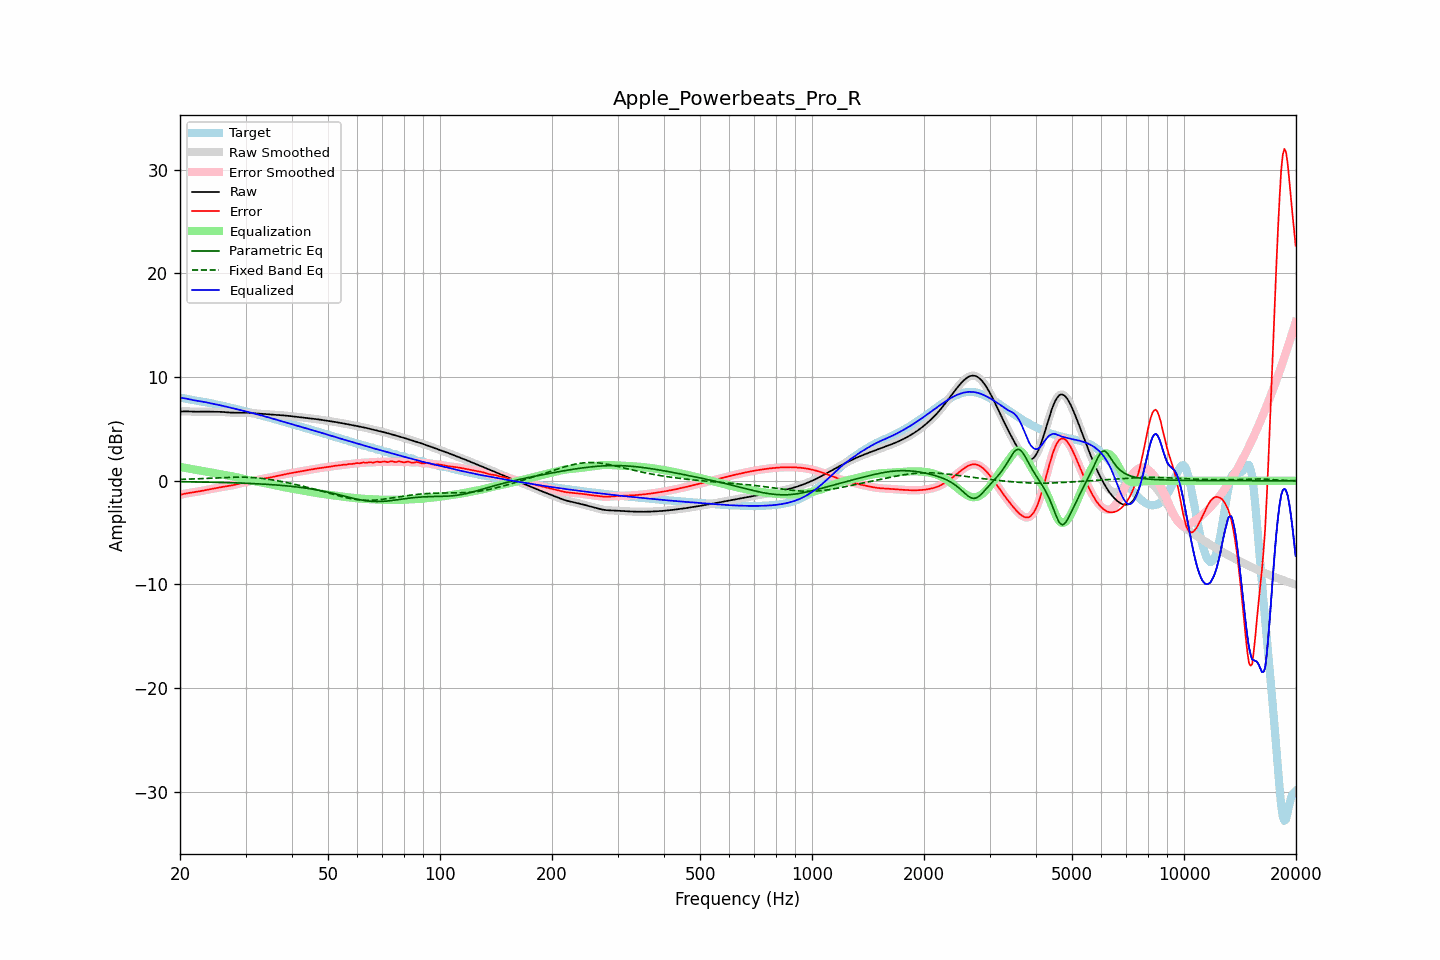 Apple_Powerbeats_Pro_R
Target
Raw Smoothed
Error Smoothed
Raw
Error
Equalization
Parametric Eq
Fixed Band Eq
Equalized
30
20
10
0
−10
−20
−30
Amplitude (dBr)
20
50
100
200
500
1000
2000
5000
10000
20000
Frequency (Hz)